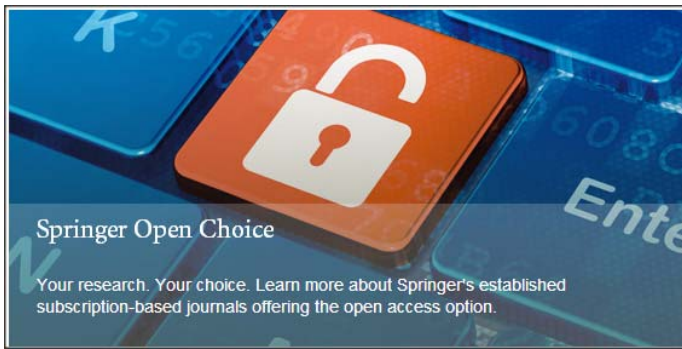 K
Ente
N
Springer Open Choice
Your research. Your choice. Learn more about Springer's established
subscription-based journals offering the open access option.